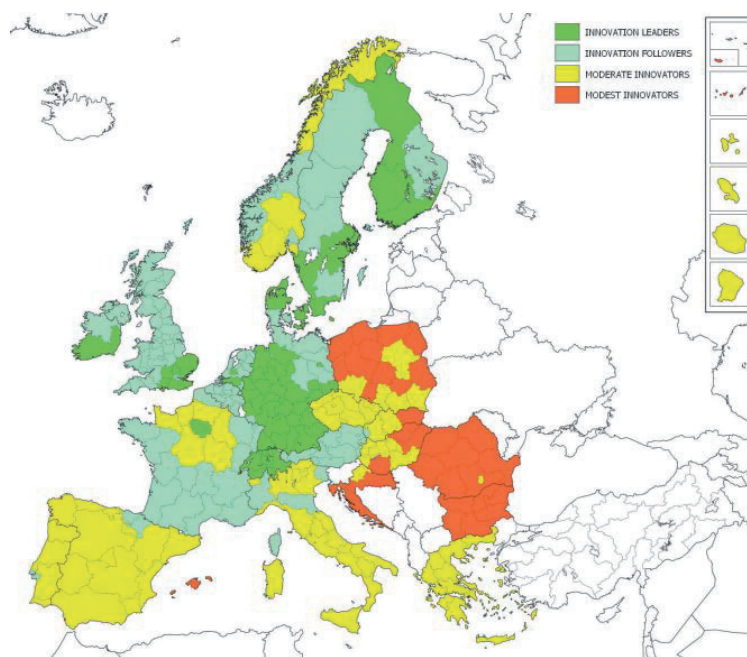 INNOVATION LEADERS
INNOVATION FOLLOWERS
MODERATE INNOVATORS
MODEST INNOVATORS